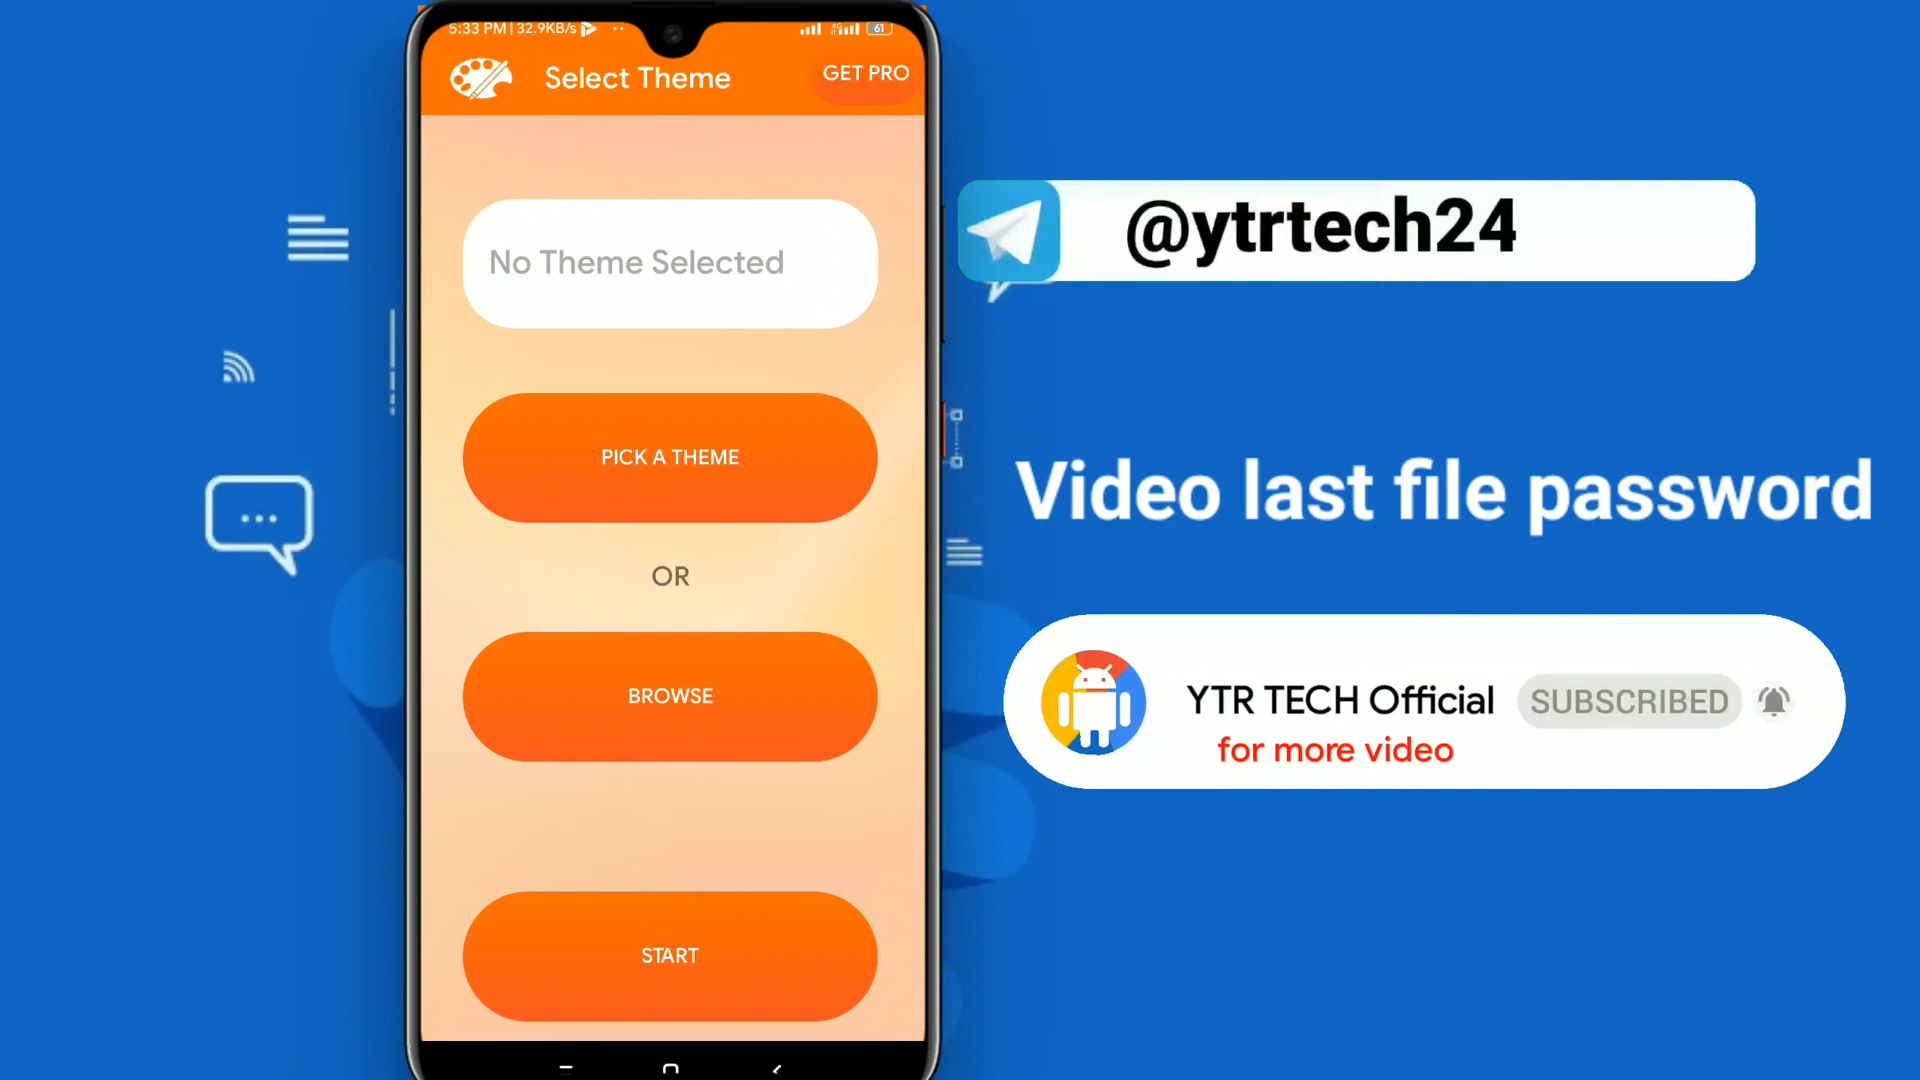 5:33 PM | 32.9KB/s
61
Select Theme
GET PRO
No Theme Selected
PICK A THEME
OR
BROWSE
START
@ytrtech24
Video last file password
YTR TECH Official
SUBSCRIBED
for more video